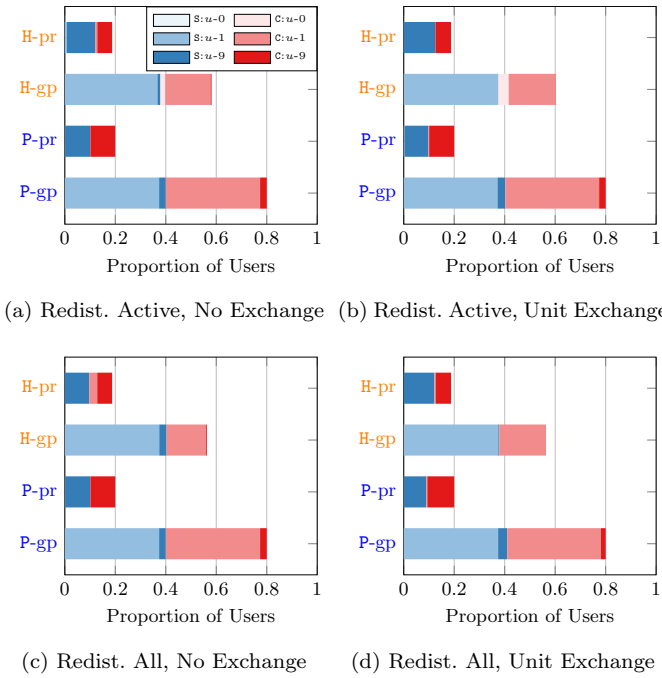 S:u-0 C:u-0
S:u-1 C:u-1
S:u-9 C:u-9
H-pr
H-gp
P-pr
P-gp
0 0.2 0.4 0.6 0.8 1
Proportion of Users
(a) Redist. Active, No Exchange
H-pr
H-gp
P-pr
P-gp
0 0.2 0.4 0.6 0.8 1
Proportion of Users
(b) Redist. Active, Unit Exchange
H-pr
H-gp
P-pr
P-gp
0 0.2 0.4 0.6 0.8 1
Proportion of Users
(c) Redist. All, No Exchange
H-pr
H-gp
P-pr
P-gp
0 0.2 0.4 0.6 0.8 1
Proportion of Users
(d) Redist. All, Unit Exchange